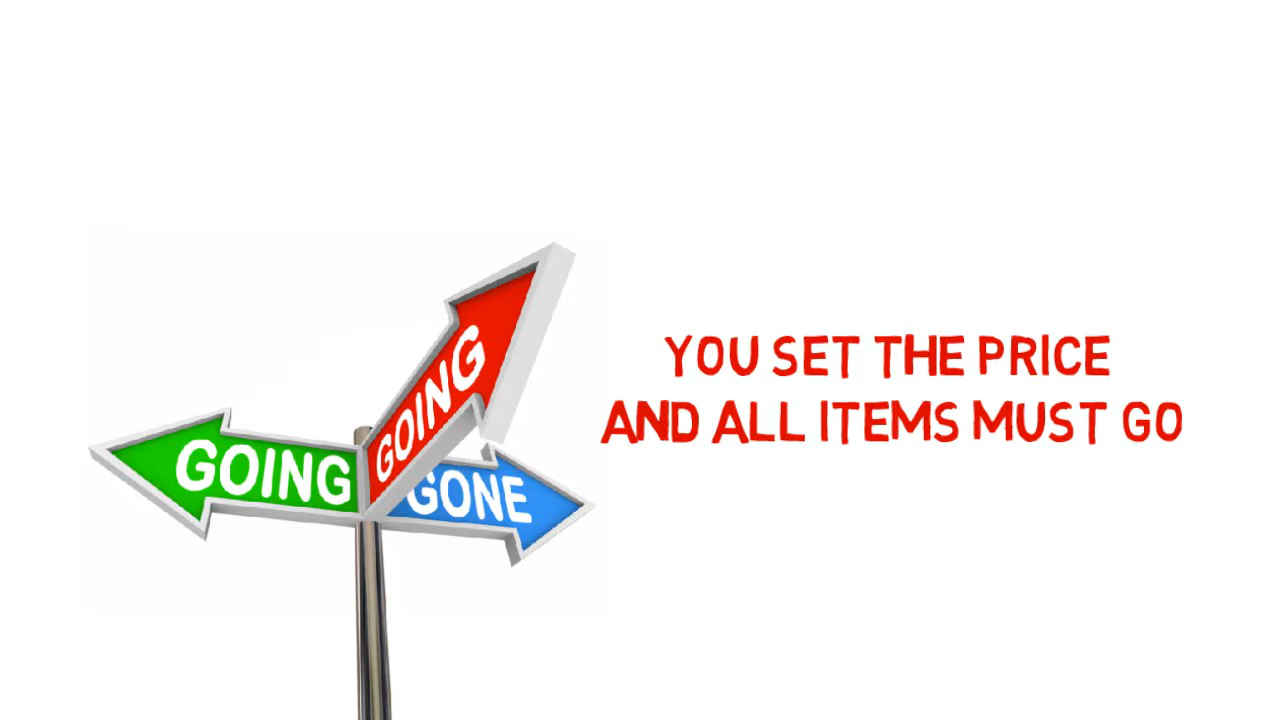 GOING
GOING
GONE
YOU SET THE PRICE
AND ALL ITEMS MUST GO